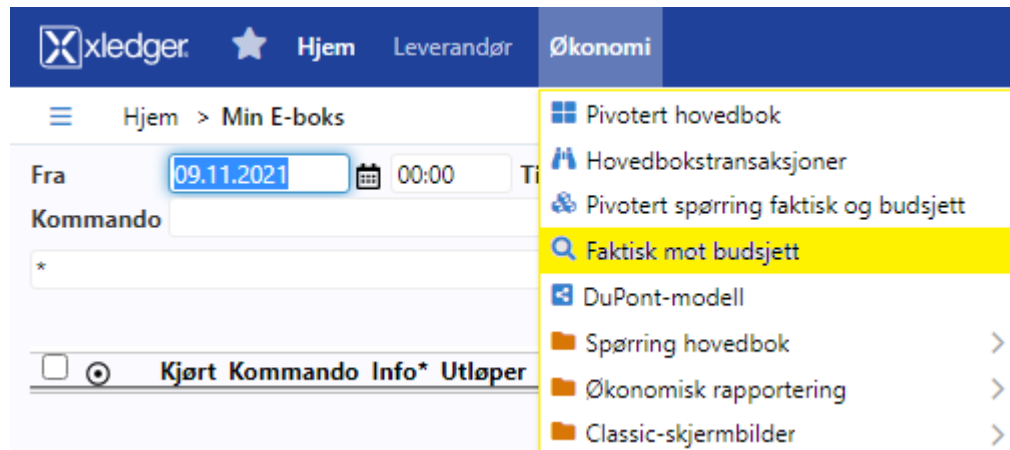 xledger Hjem Leverandør Økonomi
Hjem > Min E-boks
Fra 09.11.2021 00:00
Kommando
*
Kjørt Kommando Info* Utløper
Pivotert hovedbok
Hovedbokstransaksjoner
Pivotert spørring faktisk og budsjett
Faktisk mot budsjett
DuPont-modell
Spørring hovedbok
Økonomisk rapportering
Classic-skjermbilder